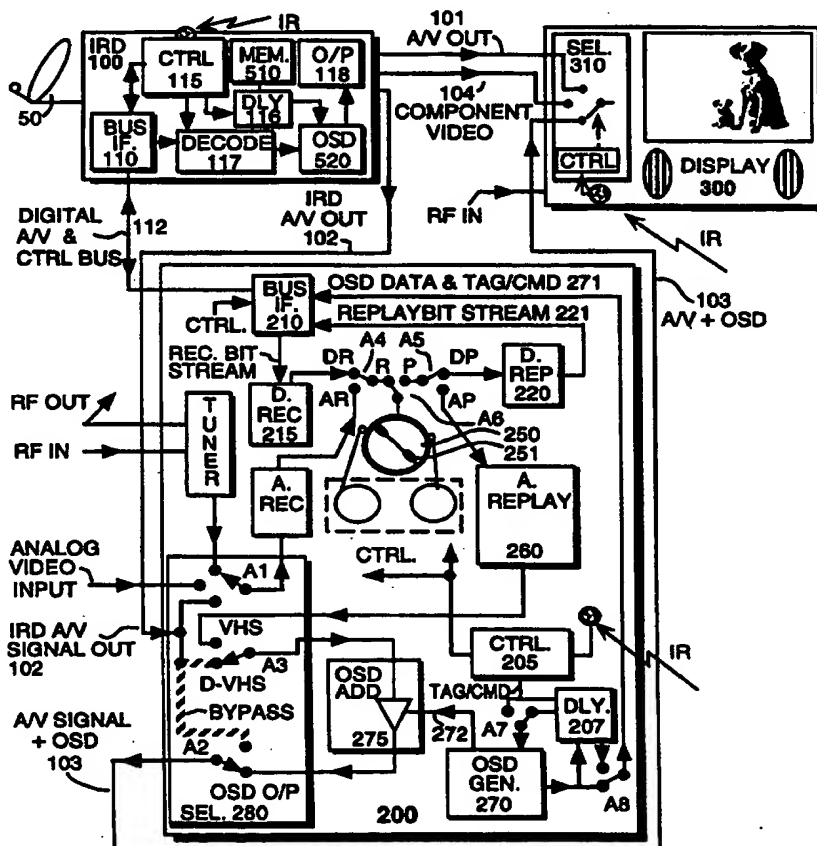 IR
101
A/V OUT
IRD
100
CTRL
115
MEM.
510
O/P
118
SEL.
310
DLY
116
104
COMPONENT
VIDEO
50
BUS
IF.
110
DECODE
117
OSD
520
CTRL
DISPLAY
300
RF IN
IR
DIGITAL
A/V &
CTRL BUS
112
IRD
A/V OUT
102
103
A/V + OSD
BUS
IF.
210
OSD DATA & TAG/CMD 271
REPLAYBIT STREAM 221
CTRL.
REC. BIT
STREAM
DR
A4
R
P
A5
DP
D.
REC
215
D.
REP
220
AR
AP
A6
250
251
RF OUT
RF IN
TUNER
A.
REC
A.
REPLAY
260
ANALOG
VIDEO
INPUT
A1
CTRL.
IRD A/V
SIGNAL OUT
102
VHS
A3
D-VHS
BYPASS
CTRL.
205
IR
OSD
ADD
275
TAG/CMD
272
A7
DLY.
207
A/V SIGNAL
+ OSD
103
A2
OSD O/P
SEL. 280
200
OSD
GEN.
270
A8